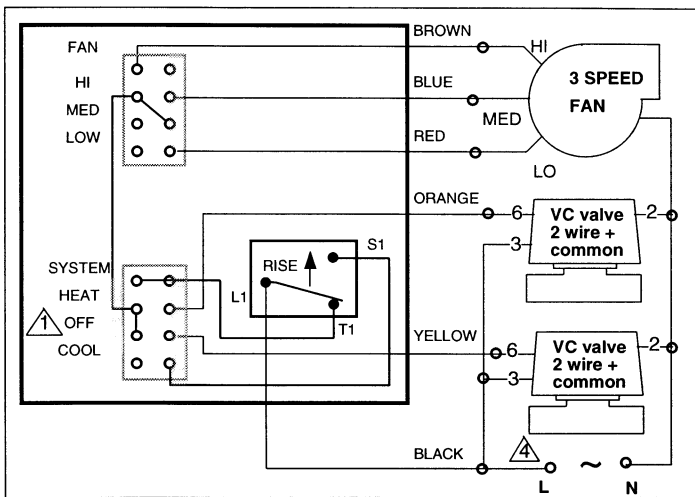 BROWN
FAN
HI
3 SPEED
FAN
HI
BLUE
MED
MED
LOW
RED
LO
ORANGE
6
VC valve
2 wire +
common
2
3
S1
SYSTEM
RISE
HEAT
L1
1
OFF
T1
COOL
YELLOW
6
VC valve
2 wire +
common
2
3
BLACK
4
L
~
N